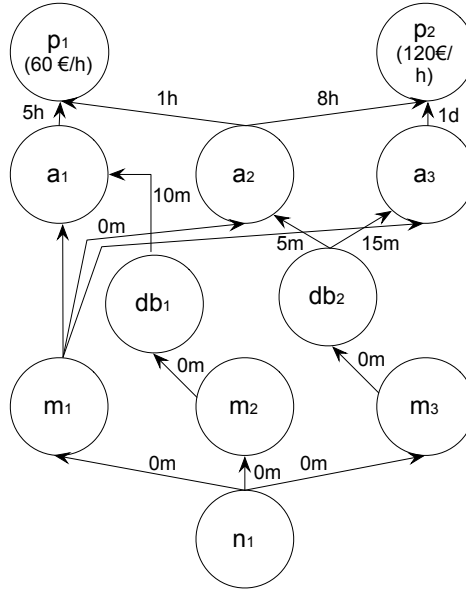 p1
(60 €/h)
p2
(120€/
h)
1h
8h
5h
1d
a1
a2
a3
10m
0m
5m
15m
db1
db2
0m
0m
m1
m2
m3
0m
0m
0m
n1